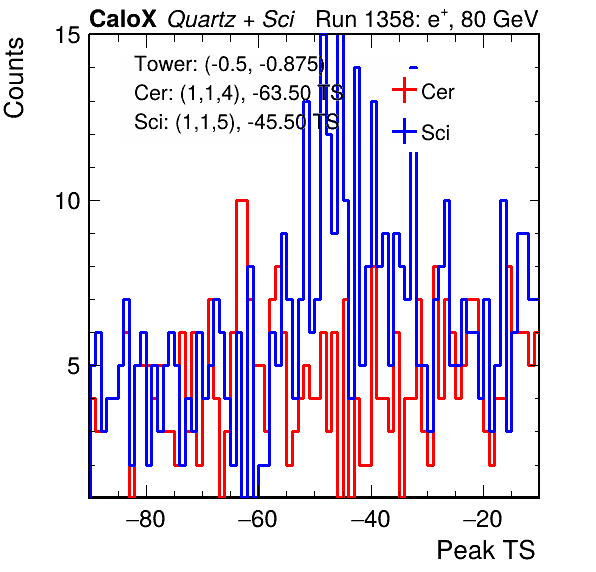 CaloX Quartz + Sci Run 1358: e+, 80 GeV
Counts
15
10
5
Tower: (-0.5, -0.875)
Cer: (1,1,4), -63.50 TS
Sci: (1,1,5), -45.50 TS
Cer
Sci
−80 −60 −40 −20
Peak TS